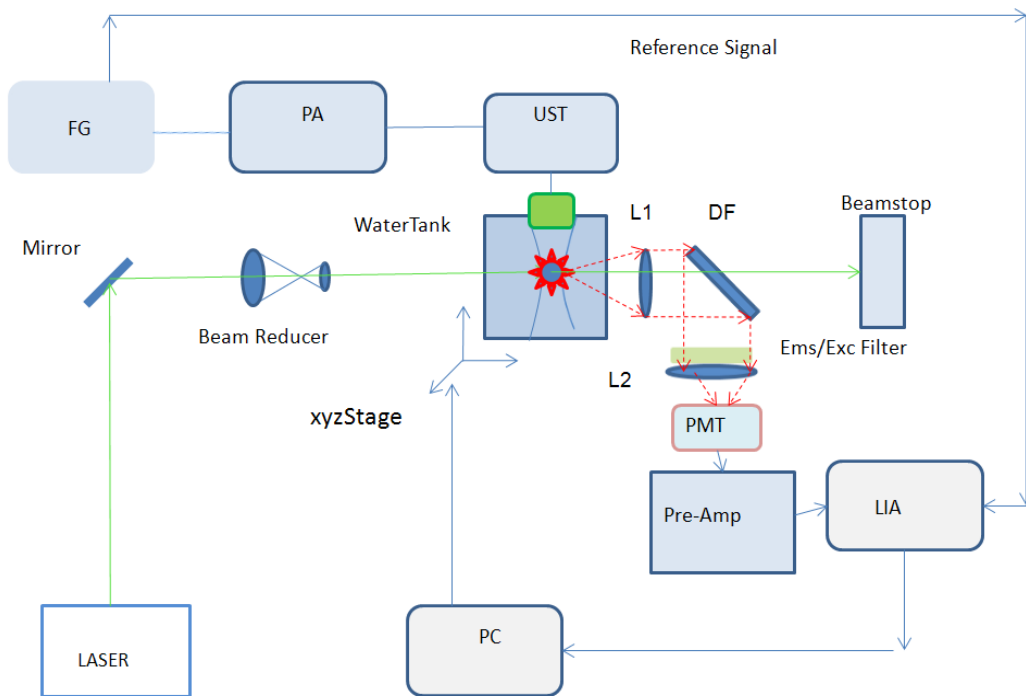 Reference Signal
FG
PA
UST
WaterTank
L1
DF
Beamstop
Mirror
Beam Reducer
Ems/Exc Filter
L2
xyzStage
PMT
Pre-Amp
LIA
PC
LASER